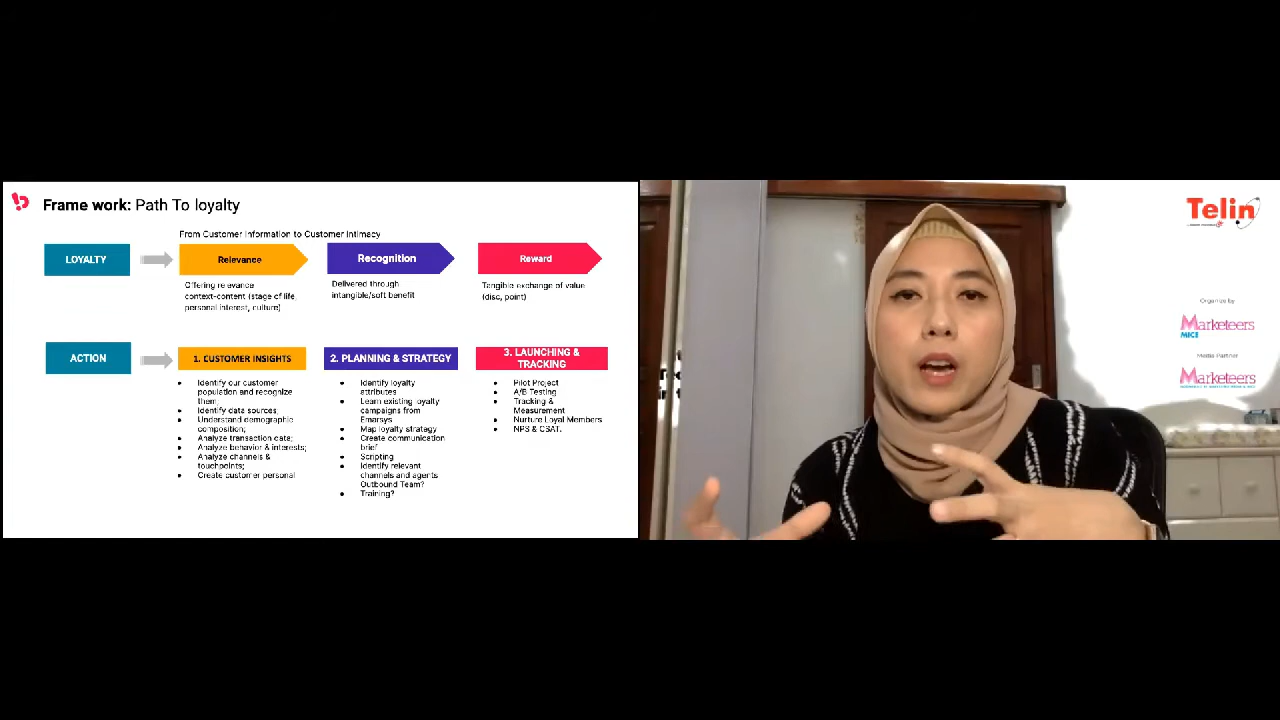 Frame work: Path To loyalty
From Customer Information to Customer Intimacy
LOYALTY
Relevance
Recognition
Reward
Offering relevance
context-content (stage of life,
personal interest, culture)
Delivered through
intangible/soft benefit
Tangible exchange of value
(disc, point)
ACTION
1. CUSTOMER INSIGHTS
2. PLANNING & STRATEGY
3. LAUNCHING &
TRACKING
• Identify our customer
population and recognize
them;
• Identify data sources;
• Understand demographic
composition;
• Analyze transaction data;
• Analyze behavior & interests;
• Analyze channels &
touchpoints;
• Create customer personal
• Identify loyalty
attributes
• Learn existing loyalty
campaigns from
Emarsys
• Map loyalty strategy
• Create communication
brief
• Scripting
• Identify relevant
channels and agents
Outbound Team?
• Training?
• Pilot Project
• A/B Testing
• Tracking &
Measurement
• Nurture Loyal Members
• NPS & CSAT.
Telin
Organize by
Marketeers
MICE
Media Partner
Marketeers